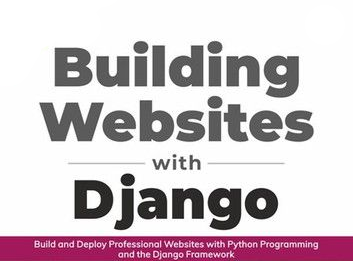 Building
Websites
with
Django
Build and Deploy Professional Websites with Python Programming
and the Django Framework